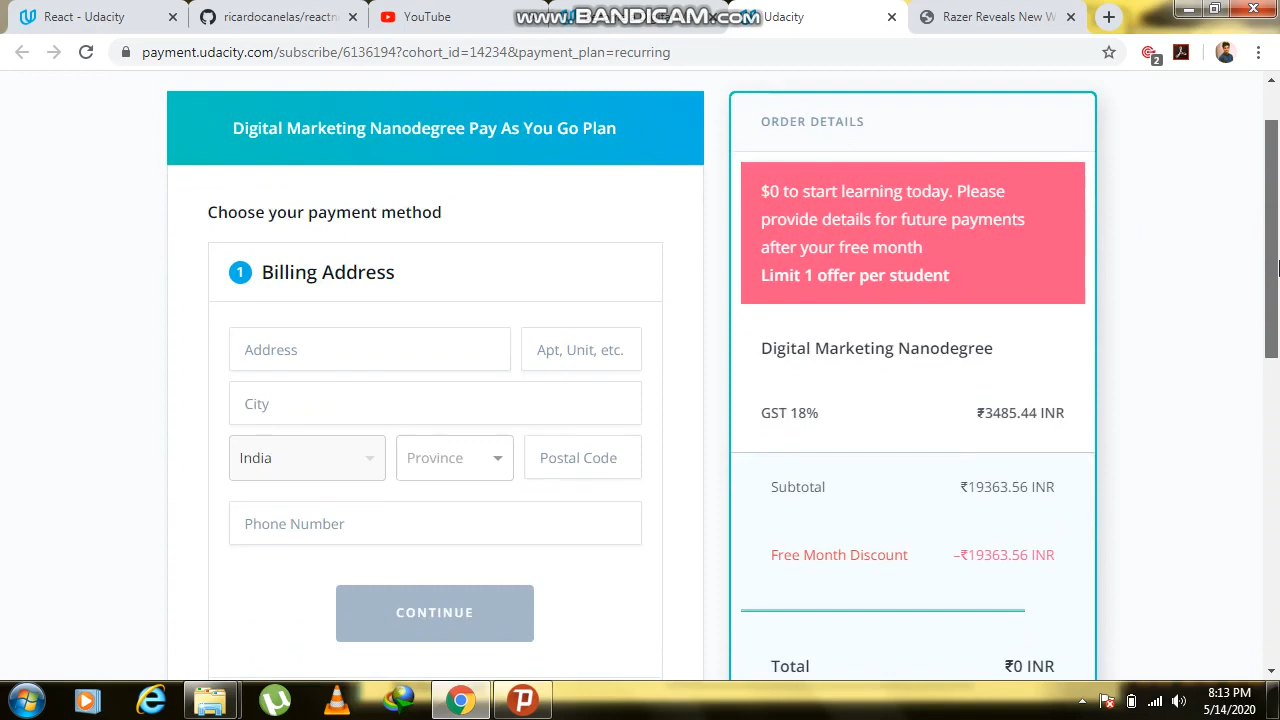 React - Udacity
ricardocanelas/reactn
YouTube
www.BANDICAM.com
Udacity
Razer Reveals New W
payment.udacity.com/subscribe/6136194?cohort_id=14234&payment_plan=recurring
2
Digital Marketing Nanodegree Pay As You Go Plan
Choose your payment method
1 Billing Address
Address
Apt, Unit, etc.
City
India
Province
Postal Code
Phone Number
CONTINUE
ORDER DETAILS
$0 to start learning today. Please
provide details for future payments
after your free month
Limit 1 offer per student
Digital Marketing Nanodegree
GST 18% ₹3485.44 INR
Subtotal ₹19363.56 INR
Free Month Discount –₹19363.56 INR
Total ₹0 INR
8:13 PM
5/14/2020